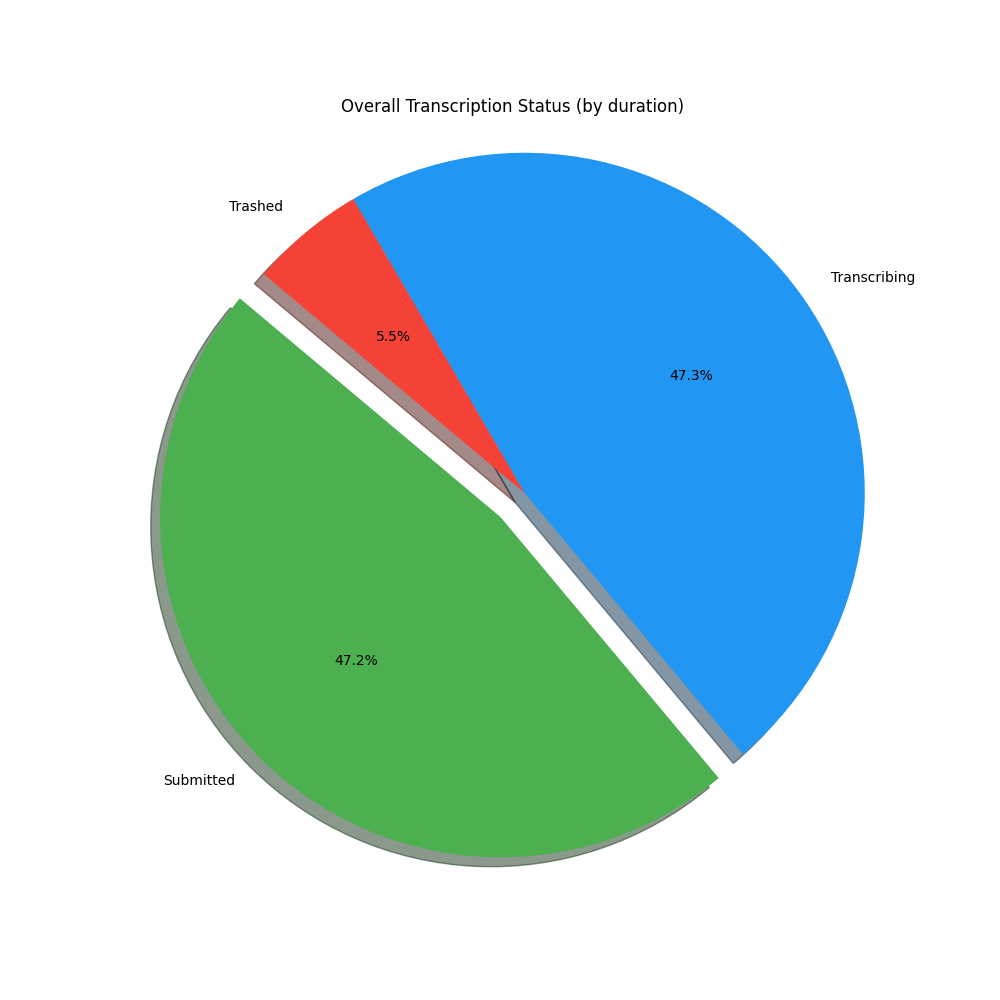 Overall Transcription Status (by duration)
Trashed
Transcribing
5.5%
47.3%
47.2%
Submitted